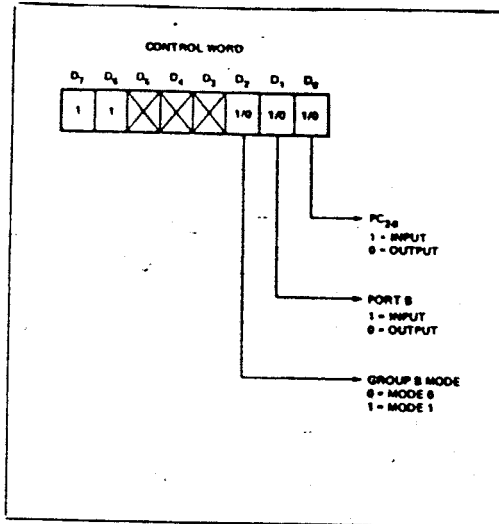 CONTROL WORD
D7 D6 D5 D4 D3 D2 D1 D0
1 1 1/0 1/0 1/0
PC2-0
1 = INPUT
0 = OUTPUT
PORT B
1 = INPUT
0 = OUTPUT
GROUP B MODE
0 = MODE 0
1 = MODE 1